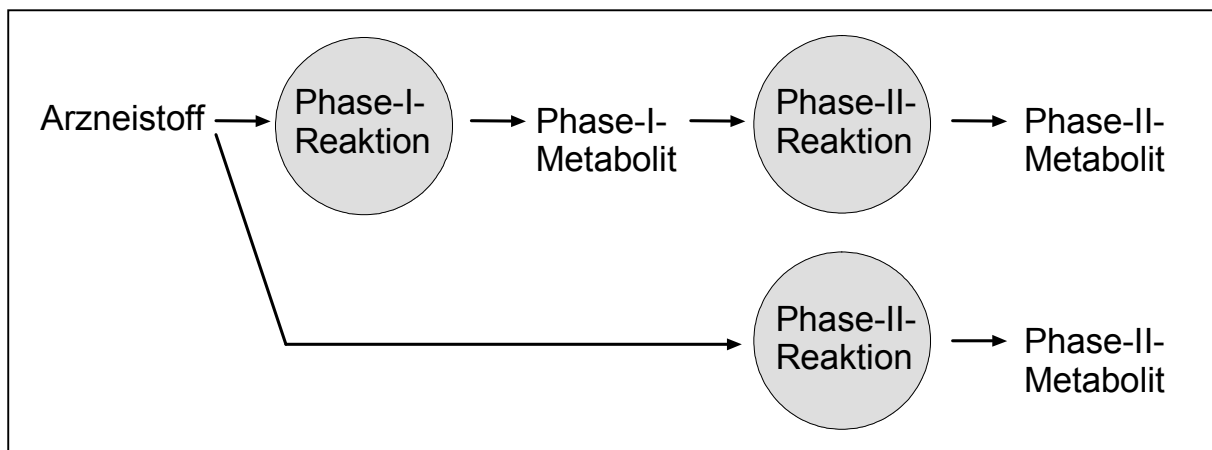 Arzneistoff
Phase-I-
Reaktion
Phase-I-
Metabolit
Phase-II-
Reaktion
Phase-II-
Metabolit
Phase-II-
Reaktion
Phase-II-
Metabolit